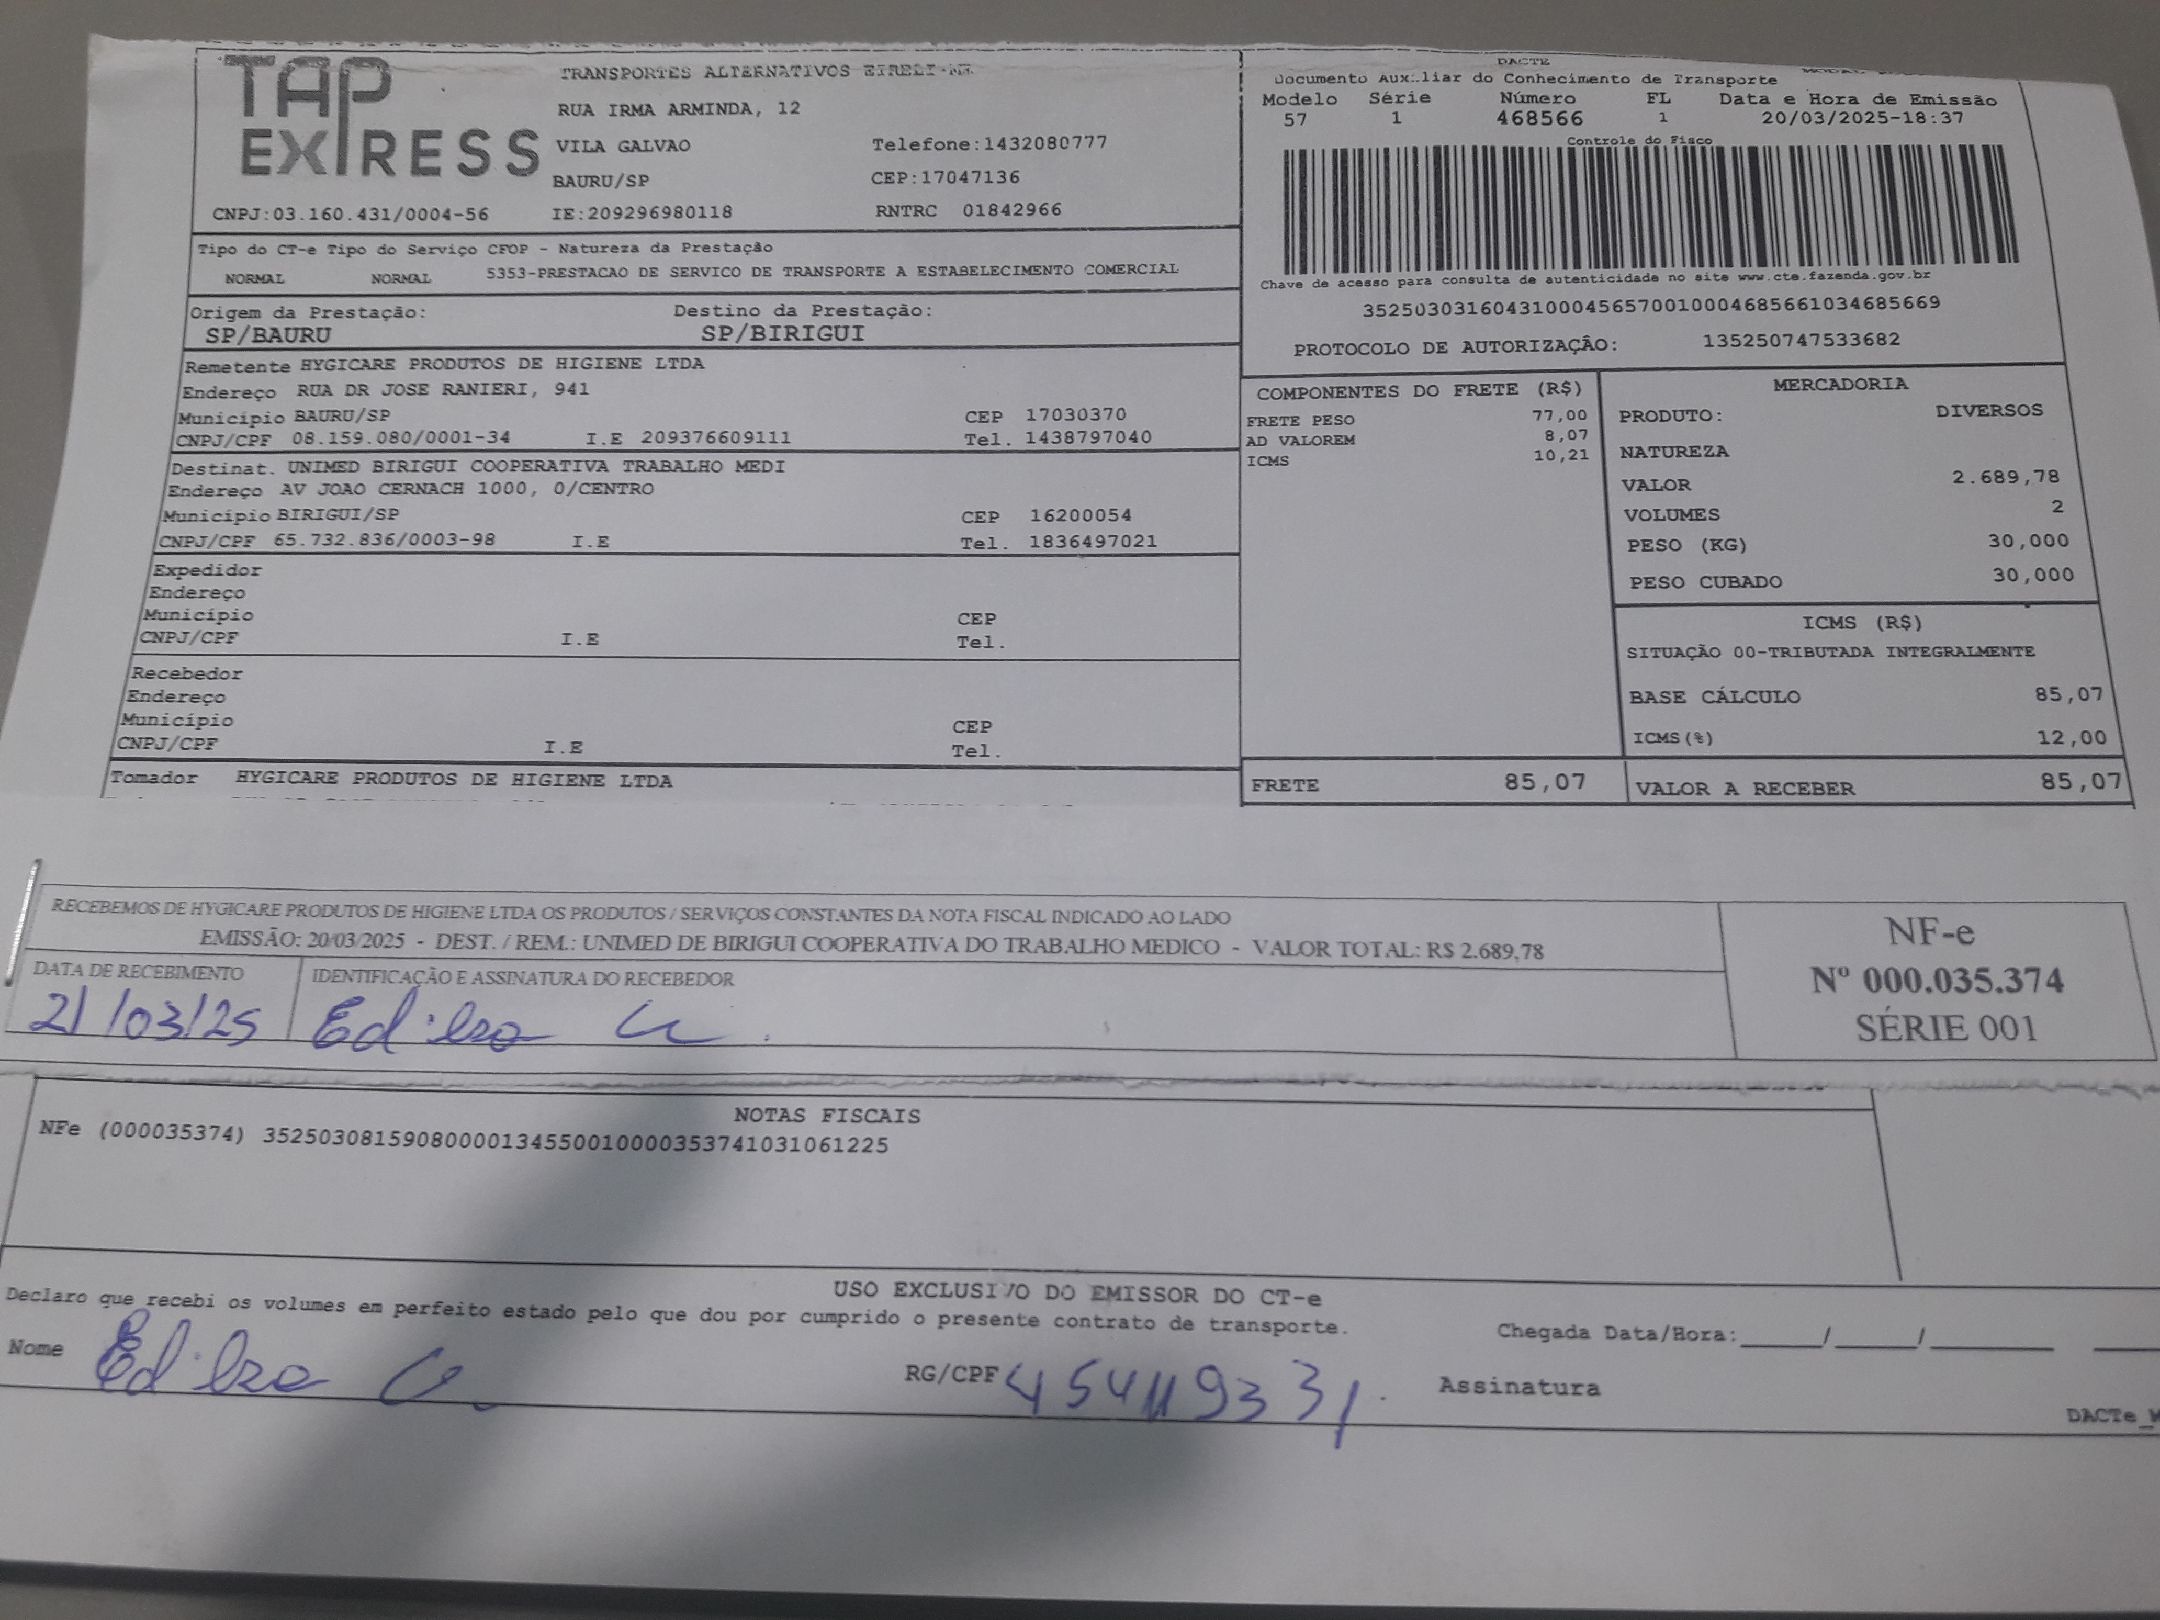 TAP EXPRESS
TRANSPORTES ALTERNATIVOS EIRELI-ME
RUA IRMA ARMINDA, 12
VILA GALVAO Telefone:1432080777
BAURU/SP CEP:17047136
CNPJ:03.160.431/0004-56 IE:209296980118 RNTRC 01842966
DACTE
Documento Auxiliar do Conhecimento de Transporte
Modelo Série Número FL Data e Hora de Emissão
57 1 468566 1 20/03/2025-18:37
Controle do Fisco
Chave de acesso para consulta de autenticidade no site www.cte.fazenda.gov.br
35250303160431000456570010004685661034685669
PROTOCOLO DE AUTORIZAÇÃO: 135250747533682
Tipo do CT-e Tipo do Serviço CFOP - Natureza da Prestação
NORMAL NORMAL 5353-PRESTACAO DE SERVICO DE TRANSPORTE A ESTABELECIMENTO COMERCIAL
Origem da Prestação: Destino da Prestação:
SP/BAURU SP/BIRIGUI
Remetente HYGICARE PRODUTOS DE HIGIENE LTDA
Endereço RUA DR JOSE RANIERI, 941
Município BAURU/SP CEP 17030370
CNPJ/CPF 08.159.080/0001-34 I.E 209376609111 Tel. 1438797040
Destinat. UNIMED BIRIGUI COOPERATIVA TRABALHO MEDI
Endereço AV JOAO CERNACH 1000, 0/CENTRO
Município BIRIGUI/SP CEP 16200054
CNPJ/CPF 65.732.836/0003-98 I.E Tel. 1836497021
Expedidor
Endereço
Município CEP
CNPJ/CPF I.E Tel.
Recebedor
Endereço
Município CEP
CNPJ/CPF I.E Tel.
Tomador HYGICARE PRODUTOS DE HIGIENE LTDA
COMPONENTES DO FRETE (R$)
FRETE PESO 77,00
AD VALOREM 8,07
ICMS 10,21
FRETE 85,07
MERCADORIA
PRODUTO: DIVERSOS
NATUREZA
VALOR 2.689,78
VOLUMES 2
PESO (KG) 30,000
PESO CUBADO 30,000
ICMS (R$)
SITUAÇÃO 00-TRIBUTADA INTEGRALMENTE
BASE CÁLCULO 85,07
ICMS(%) 12,00
VALOR A RECEBER 85,07
RECEBEMOS DE HYGICARE PRODUTOS DE HIGIENE LTDA OS PRODUTOS / SERVIÇOS CONSTANTES DA NOTA FISCAL INDICADO AO LADO
EMISSÃO: 20/03/2025 - DEST. / REM.: UNIMED DE BIRIGUI COOPERATIVA DO TRABALHO MEDICO - VALOR TOTAL: R$ 2.689,78
DATA DE RECEBIMENTO IDENTIFICAÇÃO E ASSINATURA DO RECEBEDOR
21/03/25
NF-e
Nº 000.035.374
SÉRIE 001
NOTAS FISCAIS
NFe (000035374) 35250308159080000134550010000353741031061225
USO EXCLUSIVO DO EMISSOR DO CT-e
Declaro que recebi os volumes em perfeito estado pelo que dou por cumprido o presente contrato de transporte.
Chegada Data/Hora:_____/_____/________
Nome RG/CPF Assinatura